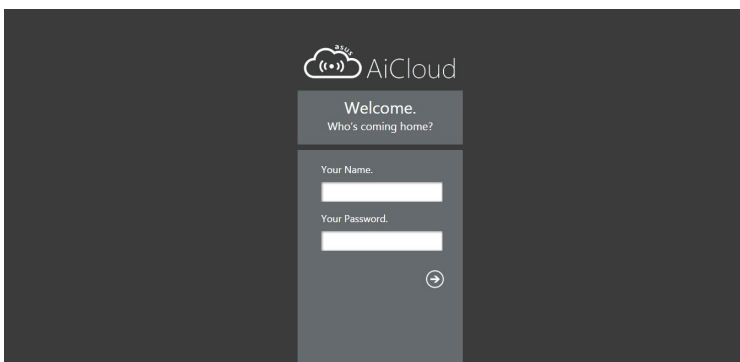 asus
AiCloud
Welcome.
Who's coming home?
Your Name.
Your Password.